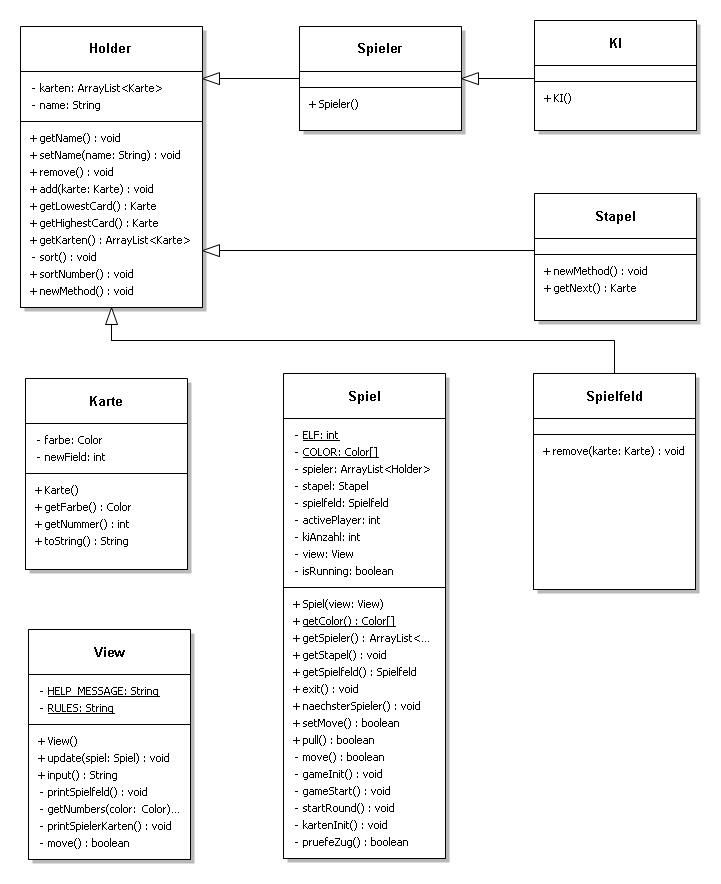 Holder
- karten: ArrayList<Karte>
- name: String
+ getName() : void
+ setName(name: String) : void
+ remove() : void
+ add(karte: Karte) : void
+ getLowestCard() : Karte
+ getHighestCard() : Karte
+ getKarten() : ArrayList<Karte>
- sort() : void
+ sortNumber() : void
+ newMethod() : void
Spieler
+ Spieler()
KI
+ KI()
Stapel
+ newMethod() : void
+ getNext() : Karte
Karte
- farbe: Color
- newField: int
+ Karte()
+ getFarbe() : Color
+ getNummer() : int
+ toString() : String
Spiel
- ELF: int
- COLOR: Color[]
- spieler: ArrayList<Holder>
- stapel: Stapel
- spielfeld: Spielfeld
- activePlayer: int
- kiAnzahl: int
- view: View
- isRunning: boolean
+ Spiel(view: View)
+ getColor() : Color[]
+ getSpieler() : ArrayList<...
+ getStapel() : void
+ getSpielfeld() : Spielfeld
+ exit() : void
+ naechsterSpieler() : void
+ setMove() : boolean
+ pull() : boolean
- move() : boolean
- gameInit() : void
- gameStart() : void
- startRound() : void
- kartenInit() : void
- pruefeZug() : boolean
Spielfeld
+ remove(karte: Karte) : void
View
- HELP_MESSAGE: String
- RULES: String
+ View()
+ update(spiel: Spiel) : void
+ input() : String
- printSpielfeld() : void
- getNumbers(color: Color)...
- printSpielerKarten() : void
- move() : boolean